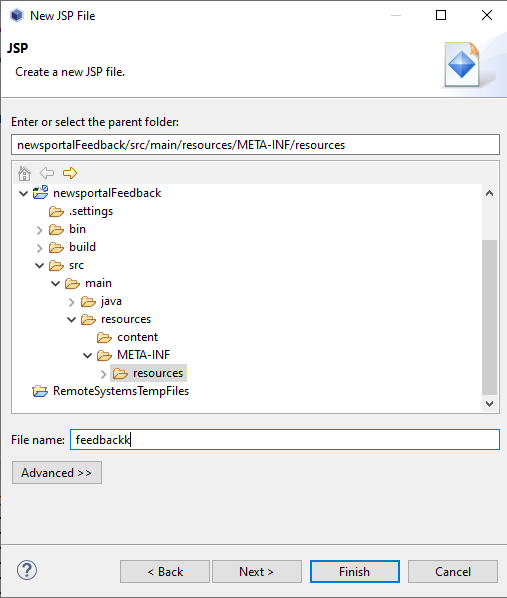 New JSP File
JSP
Create a new JSP file.
Enter or select the parent folder:
newsportalFeedback/src/main/resources/META-INF/resources
newsportalFeedback
.settings
bin
build
src
main
java
resources
content
META-INF
resources
RemoteSystemsTempFiles
File name: feedbackk
Advanced >>
? < Back Next > Finish Cancel